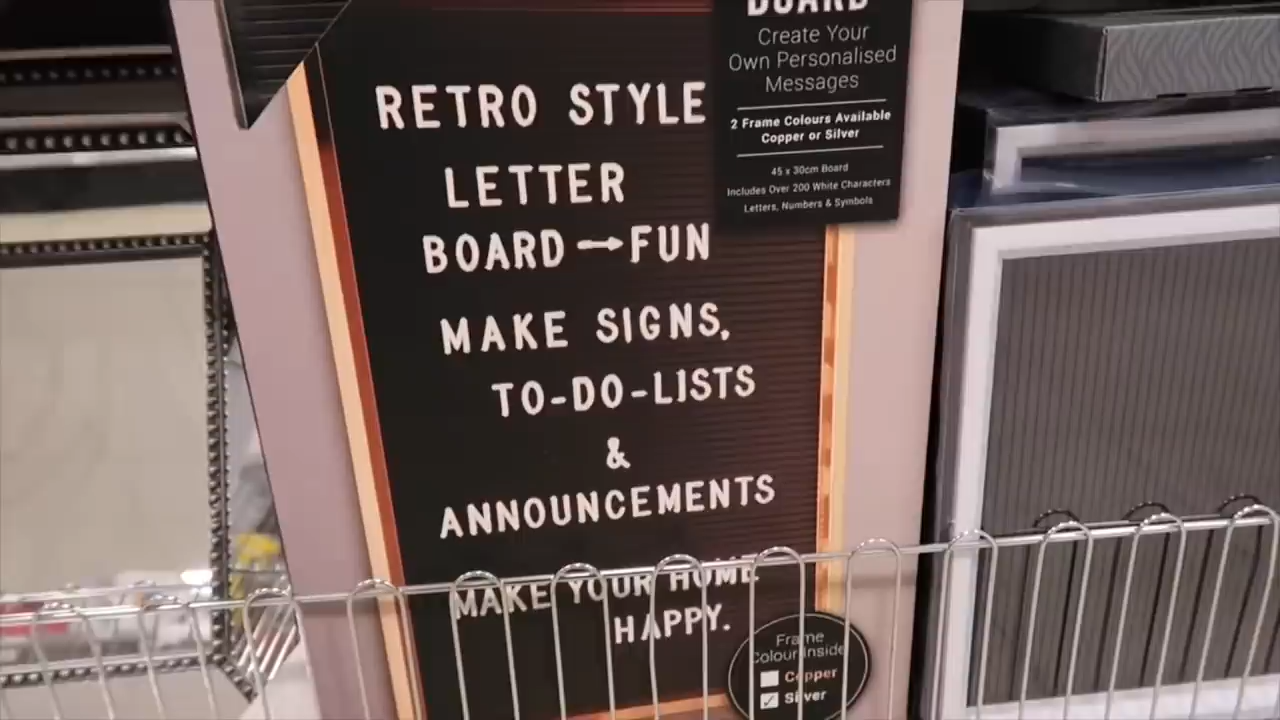 BOARD
Create Your
Own Personalised
Messages
2 Frame Colours Available
Copper or Silver
45 x 30cm Board
Includes Over 200 White Characters
Letters, Numbers & Symbols
RETRO STYLE
LETTER
BOARD→FUN
MAKE SIGNS,
TO-DO-LISTS
&
ANNOUNCEMENTS
MAKE YOUR HOME
HAPPY.
Frame
Colour Inside
Copper
Silver